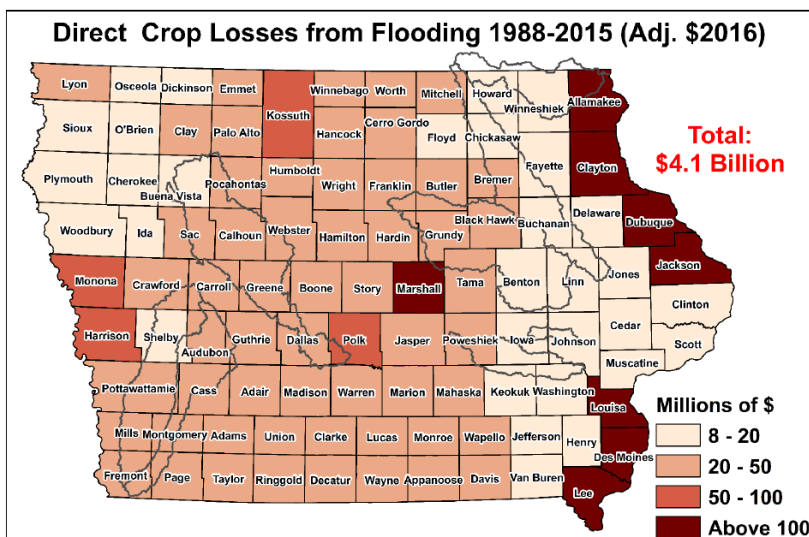 Direct Crop Losses from Flooding 1988-2015 (Adj. $2016)
Lyon Osceola Dickinson Emmet Winnebago Worth Mitchell Howard Winneshiek Allamakee
Kossuth
Sioux O'Brien Clay Palo Alto Hancock Cerro Gordo Floyd Chickasaw
Total:
$4.1 Billion
Plymouth Cherokee Buena Vista Pocahontas Humboldt Wright Franklin Butler Bremer Fayette Clayton
Woodbury Ida Sac Calhoun Webster Hamilton Hardin Grundy Black Hawk Buchanan Delaware Dubuque
Monona Crawford Carroll Greene Boone Story Marshall Tama Benton Linn Jones Jackson
Clinton
Harrison Shelby Audubon Guthrie Dallas Polk Jasper Poweshiek Iowa Johnson Cedar Scott
Muscatine
Pottawattamie Cass Adair Madison Warren Marion Mahaska Keokuk Washington Louisa
Mills Montgomery Adams Union Clarke Lucas Monroe Wapello Jefferson Henry Des Moines
Fremont Page Taylor Ringgold Decatur Wayne Appanoose Davis Van Buren Lee
Millions of $
8 - 20
20 - 50
50 - 100
Above 100